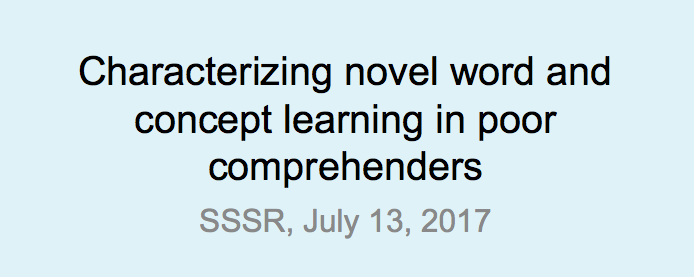 Characterizing novel word and
concept learning in poor
comprehenders
SSSR, July 13, 2017